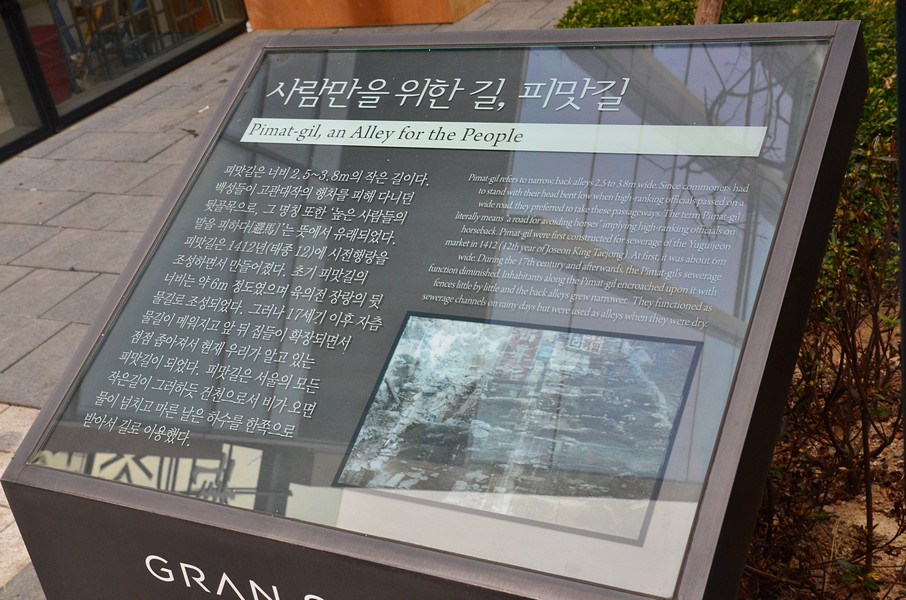 사람만을 위한 길, 피맛길
Pimat-gil, an Alley for the People
피맛길은 너비 2.5~3.8m의 작은 길이다.
백성들이 고관대작의 행차를 피해 다니던
뒷골목으로, 그 명칭 또한 '높은 사람들의
말을 피하다[避馬]'는 뜻에서 유래되었다.
피맛길은 1412년(태종 12)에 시전행랑을
조성하면서 만들어졌다. 초기 피맛길의
너비는 약 6m 정도였으며 육의전 장랑의 뒷
물길로 조성되었다. 그러나 17세기 이후 차츰
물길이 메워지고 앞 뒤 집들이 확장되면서
점점 좁아져서 현재 우리가 알고 있는
피맛길이 되었다. 피맛길은 서울의 모든
작은길이 그러하듯 건천으로서 비가 오면
물이 넘치고 마른 날은 하수를 한쪽으로
받아서 길로 이용했다.
Pimat-gil refers to narrow back alleys 2.5 to 3.8m wide. Since commoners had
to stand with their head bent low when high-ranking officials passed on a
wide road, they preferred to take these passageways. The term Pimat-gil
literally means 'a road for avoiding horses' implying high-ranking officials on
horseback. Pimat-gil were first constructed for sewerage of the Yuguijeon
market in 1412 (12th year of Joseon King Taejong). At first, it was about 6m
wide. During the 17th century and afterwards, the Pimat-gil's sewerage
function diminished. Inhabitants along the Pimat-gil encroached upon it with
fences little by little and the back alleys grew narrower. They functioned as
sewerage channels on rainy days but were used as alleys when they were dry.
GRAN